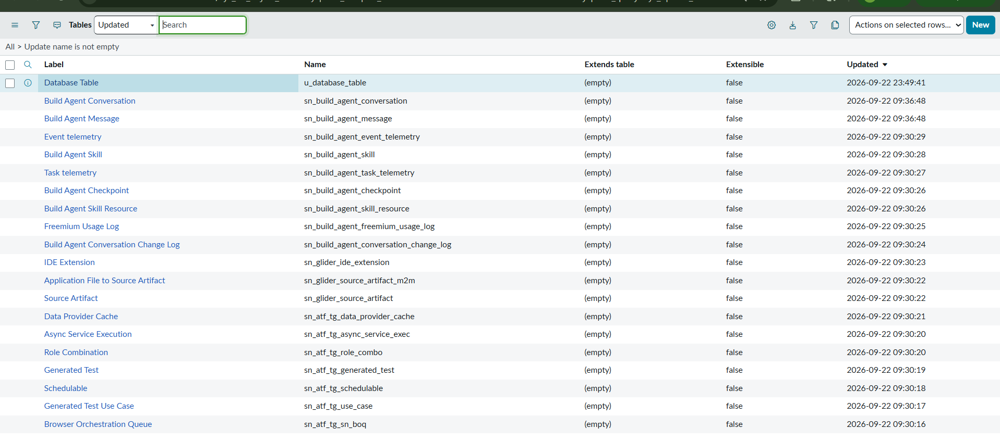 Tables Updated Search Actions on selected rows... New
All > Update name is not empty
Label Name Extends table Extensible Updated
Database Table u_database_table (empty) false 2026-09-22 23:49:41
Build Agent Conversation sn_build_agent_conversation (empty) false 2026-09-22 09:36:48
Build Agent Message sn_build_agent_message (empty) false 2026-09-22 09:36:48
Event telemetry sn_build_agent_event_telemetry (empty) false 2026-09-22 09:30:29
Build Agent Skill sn_build_agent_skill (empty) false 2026-09-22 09:30:28
Task telemetry sn_build_agent_task_telemetry (empty) false 2026-09-22 09:30:27
Build Agent Checkpoint sn_build_agent_checkpoint (empty) false 2026-09-22 09:30:26
Build Agent Skill Resource sn_build_agent_skill_resource (empty) false 2026-09-22 09:30:26
Freemium Usage Log sn_build_agent_freemium_usage_log (empty) false 2026-09-22 09:30:25
Build Agent Conversation Change Log sn_build_agent_conversation_change_log (empty) false 2026-09-22 09:30:24
IDE Extension sn_glider_ide_extension (empty) false 2026-09-22 09:30:23
Application File to Source Artifact sn_glider_source_artifact_m2m (empty) false 2026-09-22 09:30:22
Source Artifact sn_glider_source_artifact (empty) false 2026-09-22 09:30:22
Data Provider Cache sn_atf_tg_data_provider_cache (empty) false 2026-09-22 09:30:21
Async Service Execution sn_atf_tg_async_service_exec (empty) false 2026-09-22 09:30:20
Role Combination sn_atf_tg_role_combo (empty) false 2026-09-22 09:30:20
Generated Test sn_atf_tg_generated_test (empty) false 2026-09-22 09:30:19
Schedulable sn_atf_tg_schedulable (empty) false 2026-09-22 09:30:18
Generated Test Use Case sn_atf_tg_use_case (empty) false 2026-09-22 09:30:17
Browser Orchestration Queue sn_atf_tg_sn_boq (empty) false 2026-09-22 09:30:16